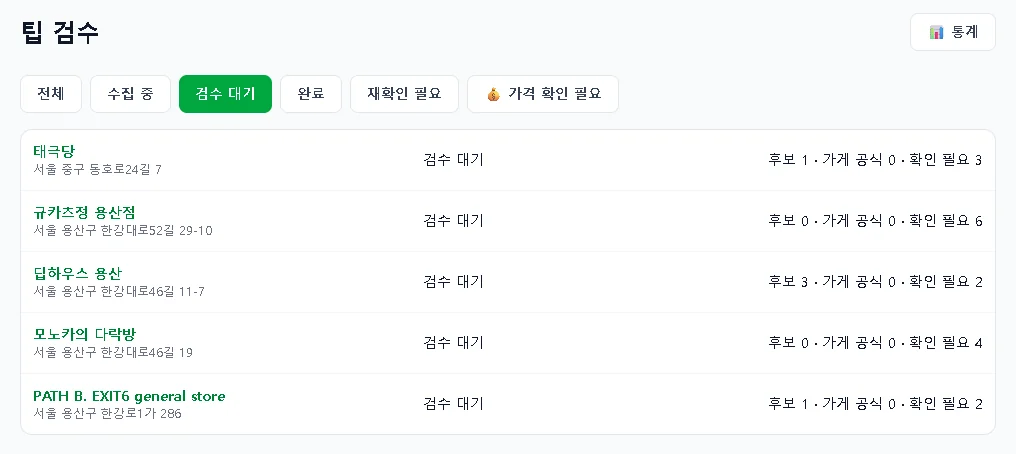 팁 검수
통계
전체
수집 중
검수 대기
완료
재확인 필요
가격 확인 필요
태극당
서울 중구 동호로24길 7
검수 대기
후보 1 · 가게 공식 0 · 확인 필요 3
규카츠정 용산점
서울 용산구 한강대로52길 29-10
검수 대기
후보 0 · 가게 공식 0 · 확인 필요 6
딥하우스 용산
서울 용산구 한강대로46길 11-7
검수 대기
후보 3 · 가게 공식 0 · 확인 필요 2
모노카의 다락방
서울 용산구 한강대로46길 19
검수 대기
후보 0 · 가게 공식 0 · 확인 필요 4
PATH B. EXIT6 general store
서울 용산구 한강로1가 286
검수 대기
후보 1 · 가게 공식 0 · 확인 필요 2